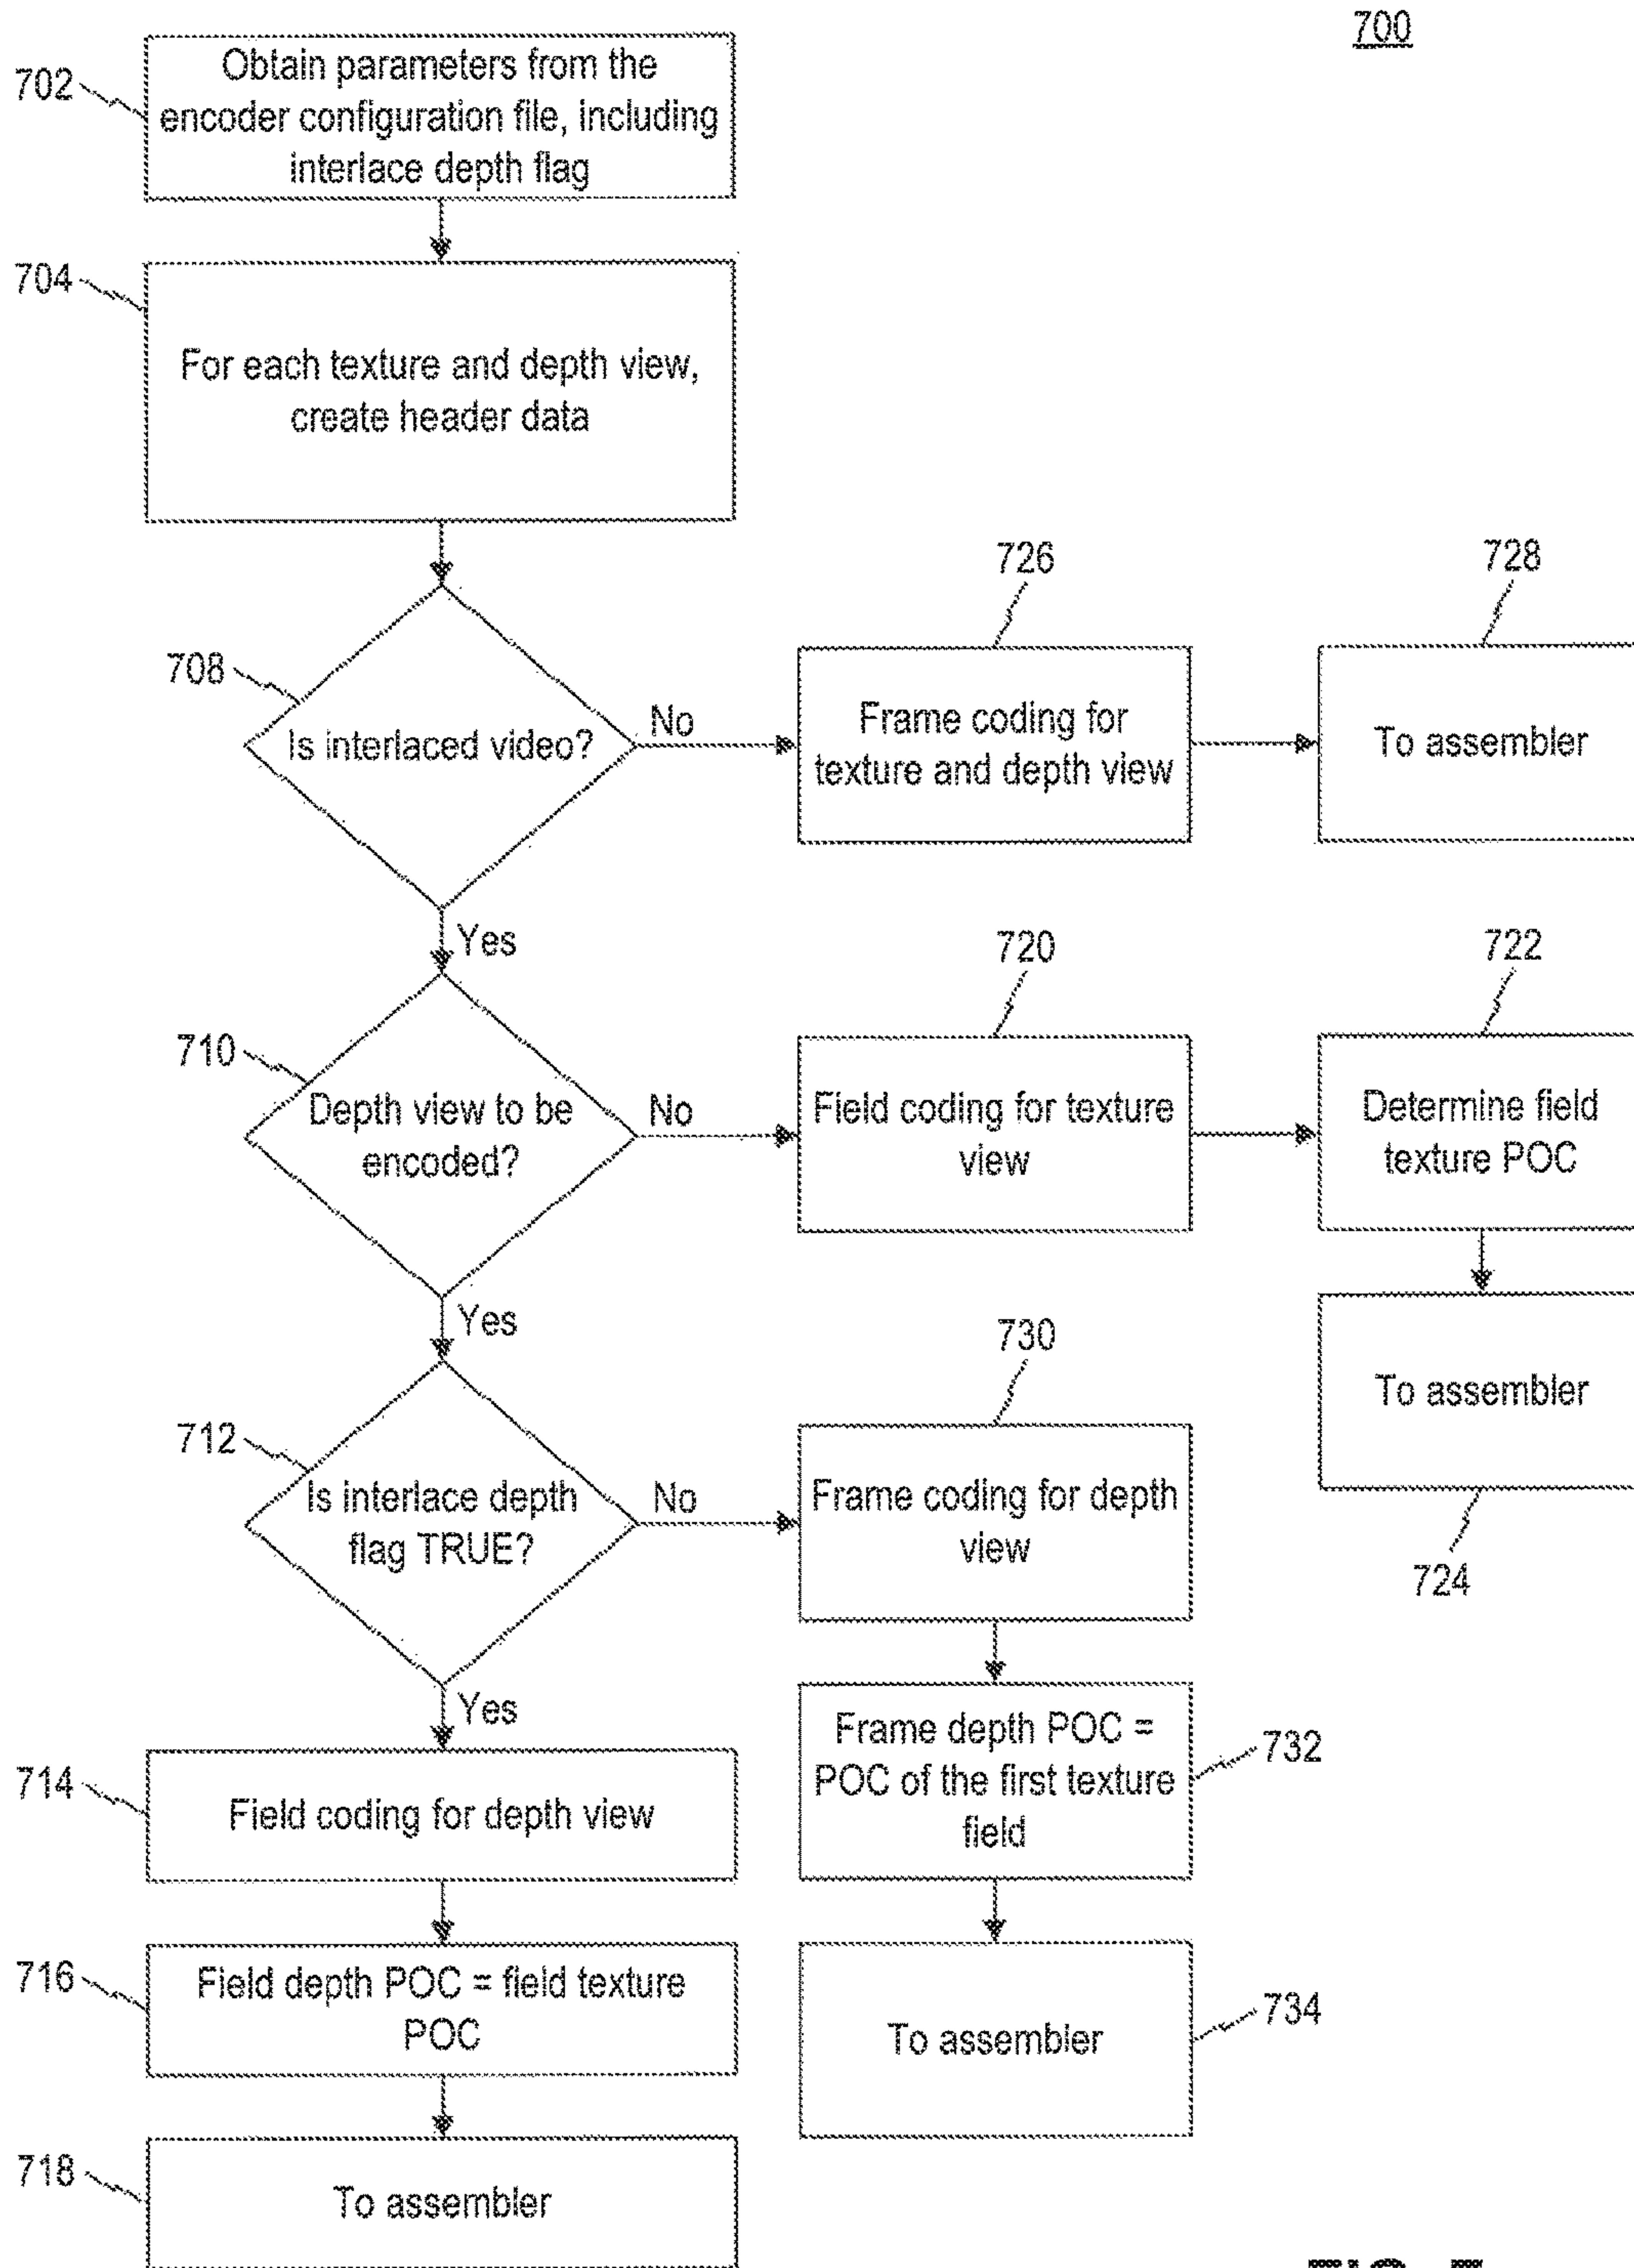 700
702
Obtain parameters from the
encoder configuration file, including
interlace depth flag
704
For each texture and depth view,
create header data
726
728
708
Is interlaced video?
No
Frame coding for
texture and depth view
To assembler
Yes
720
722
710
Depth view to be
encoded?
No
Field coding for texture
view
Determine field
texture POC
Yes
730
To assembler
712
Is interlace depth
flag TRUE?
No
Frame coding for depth
view
724
Yes
714
Field coding for depth view
Frame depth POC =
POC of the first texture
field
732
716
Field depth POC = field texture
POC
To assembler
734
718
To assembler